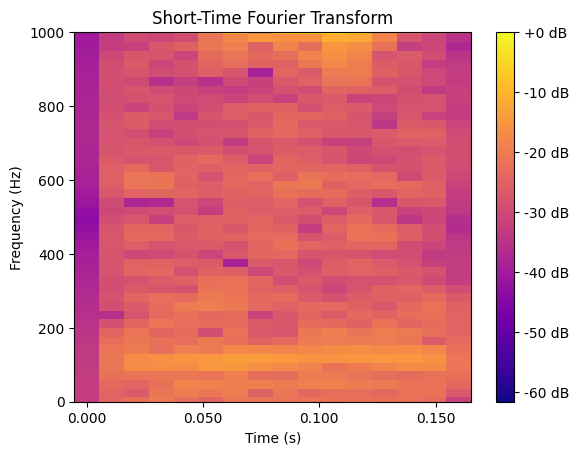 Short-Time Fourier Transform
1000
800
600
400
200
0
Frequency (Hz)
0.000
0.050
0.100
0.150
Time (s)
+0 dB
-10 dB
-20 dB
-30 dB
-40 dB
-50 dB
-60 dB